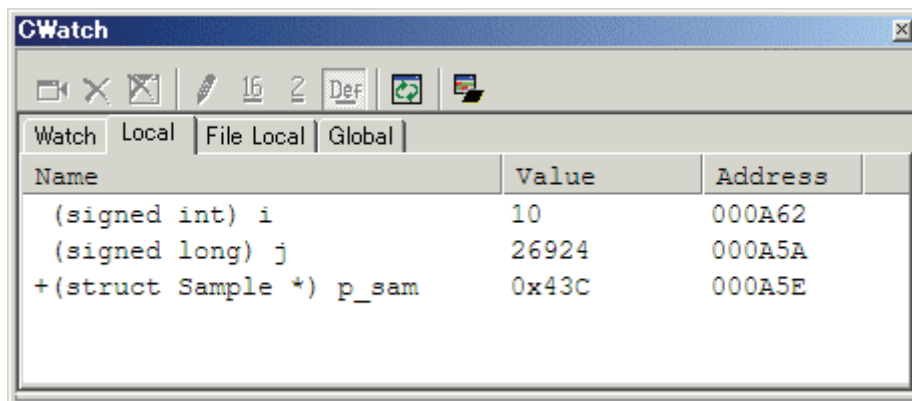 CWatch
16 2 Def
Watch Local File Local Global
Name Value Address
(signed int) i 10 000A62
(signed long) j 26924 000A5A
+(struct Sample *) p_sam 0x43C 000A5E